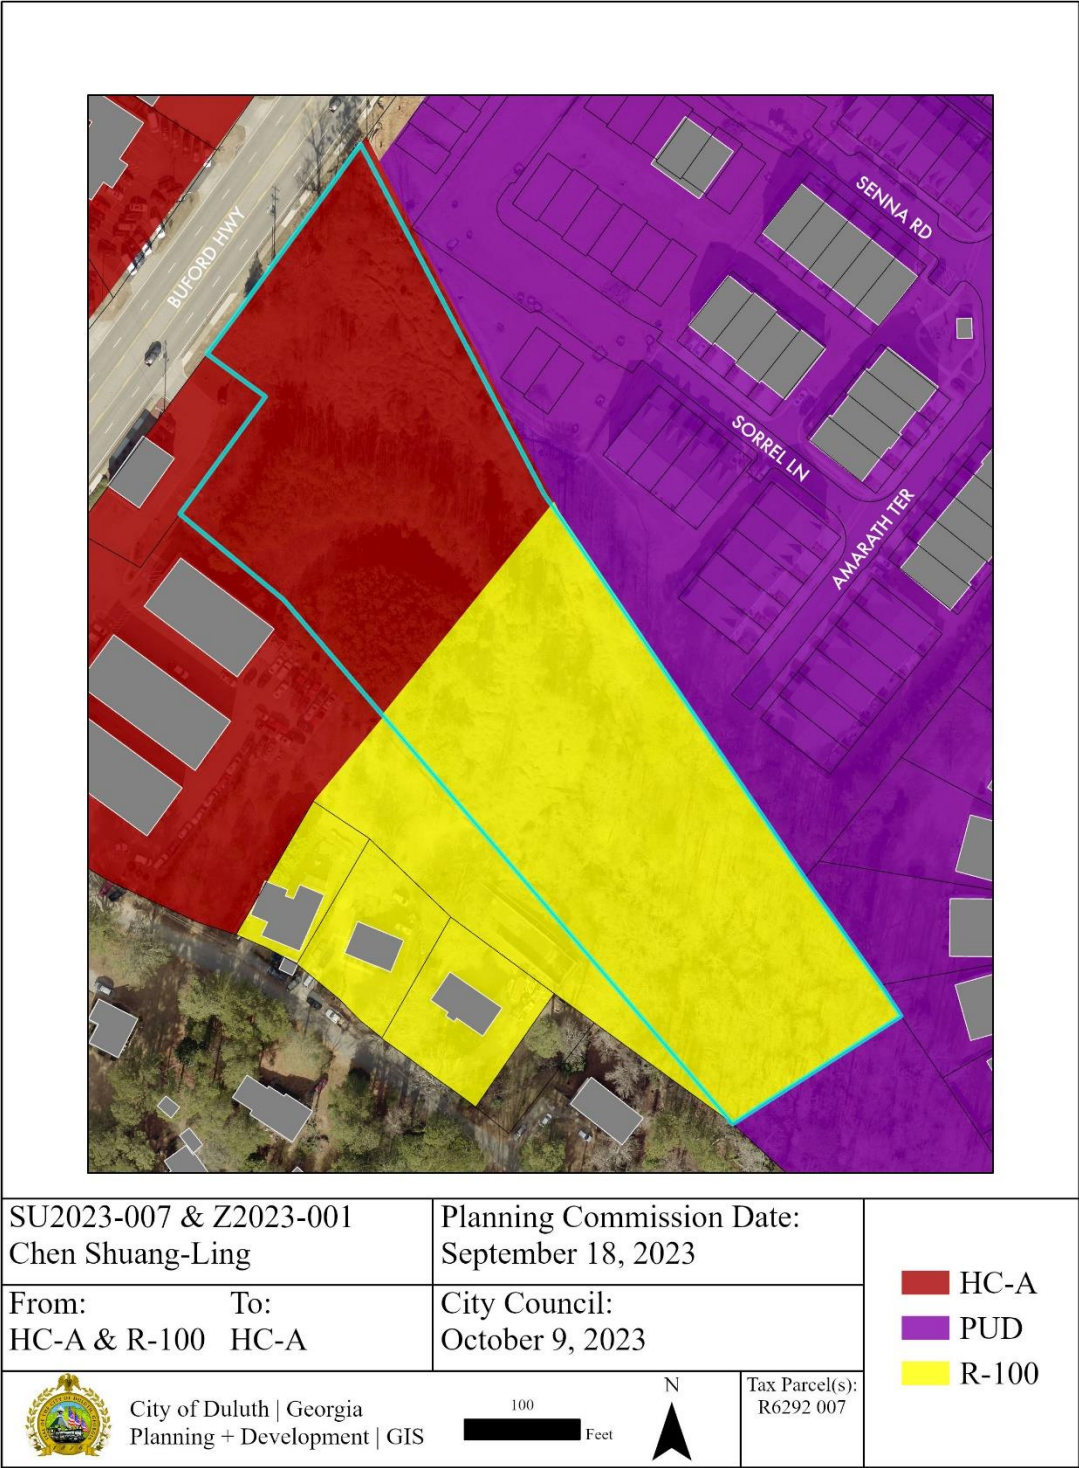 SENNA RD
BUFORD HWY
SORREL LN
AMARATH TER
SU2023-007 & Z2023-001
Chen Shuang-Ling
Planning Commission Date:
September 18, 2023
From: To:
HC-A & R-100 HC-A
City Council:
October 9, 2023
HC-A
PUD
R-100
City of Duluth | Georgia
Planning + Development | GIS
100
Feet
N
Tax Parcel(s):
R6292 007